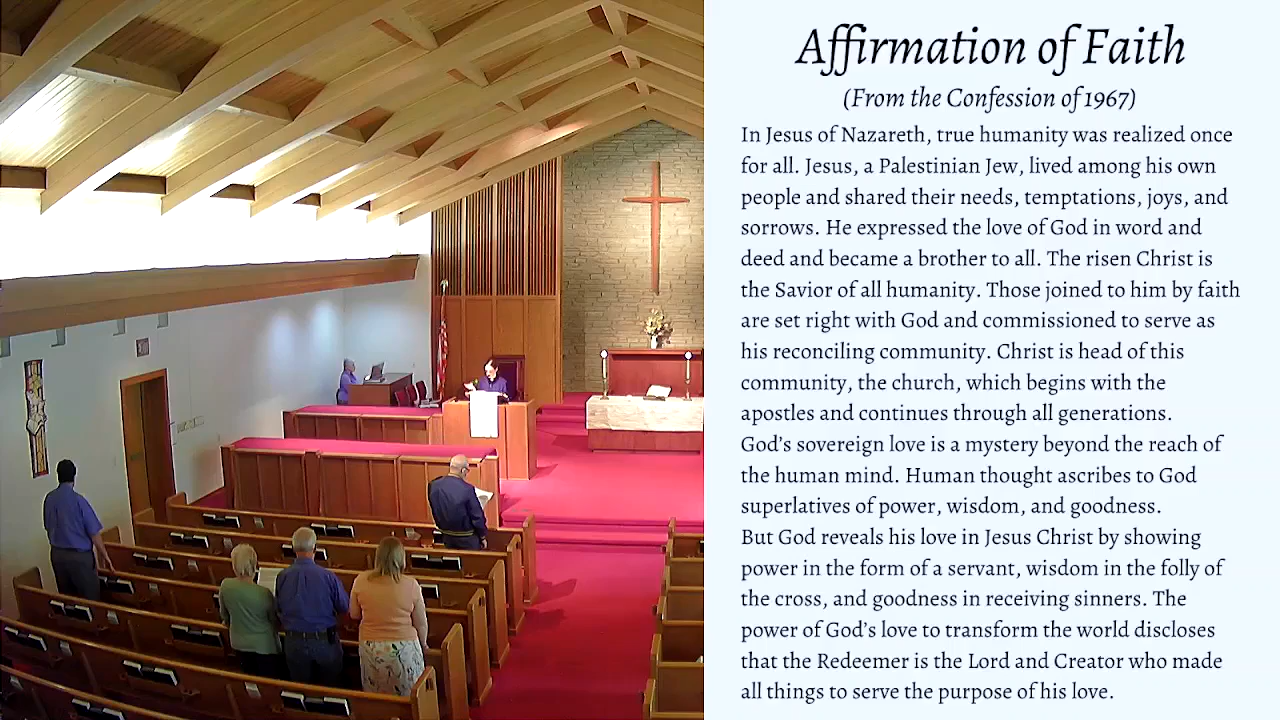 Affirmation of Faith
(From the Confession of 1967)
In Jesus of Nazareth, true humanity was realized once
for all. Jesus, a Palestinian Jew, lived among his own
people and shared their needs, temptations, joys, and
sorrows. He expressed the love of God in word and
deed and became a brother to all. The risen Christ is
the Savior of all humanity. Those joined to him by faith
are set right with God and commissioned to serve as
his reconciling community. Christ is head of this
community, the church, which begins with the
apostles and continues through all generations.
God’s sovereign love is a mystery beyond the reach of
the human mind. Human thought ascribes to God
superlatives of power, wisdom, and goodness.
But God reveals his love in Jesus Christ by showing
power in the form of a servant, wisdom in the folly of
the cross, and goodness in receiving sinners. The
power of God’s love to transform the world discloses
that the Redeemer is the Lord and Creator who made
all things to serve the purpose of his love.